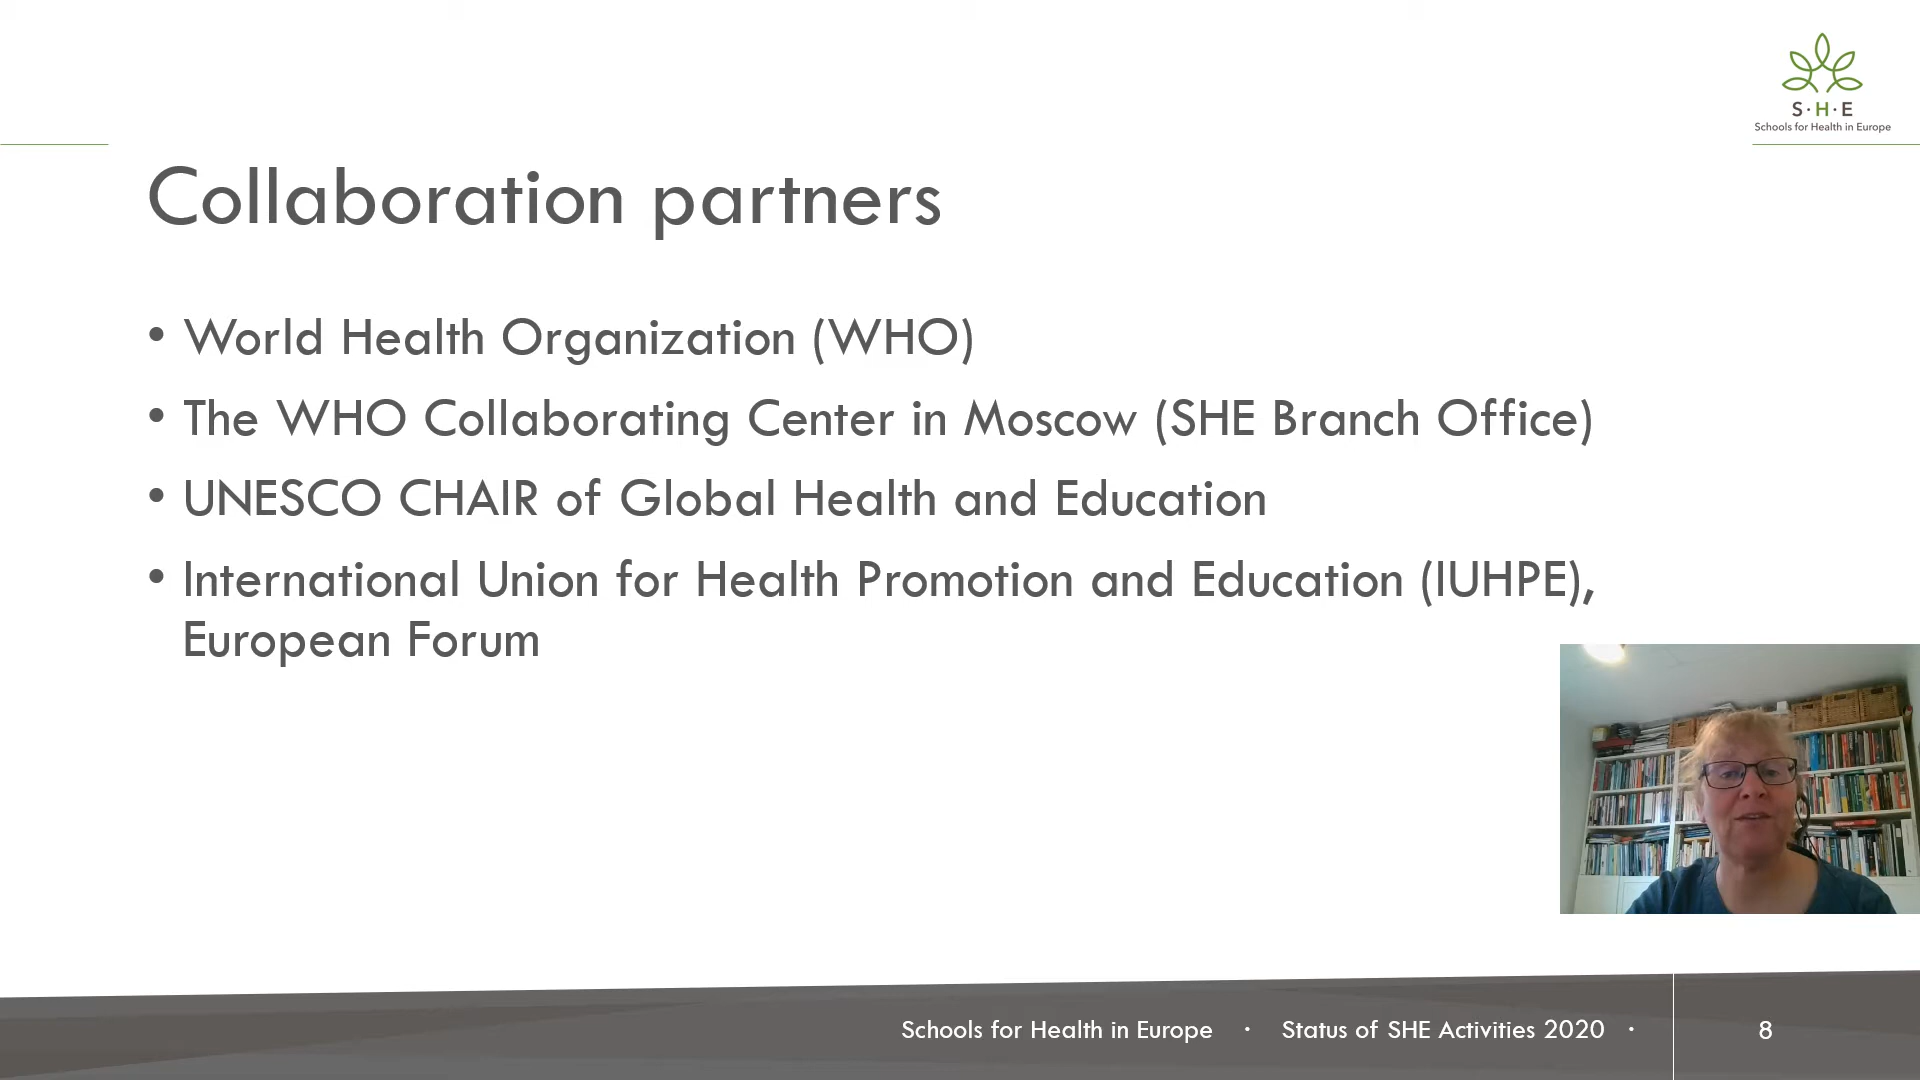 S·H·E
Schools for Health in Europe
Collaboration partners
• World Health Organization (WHO)
• The WHO Collaborating Center in Moscow (SHE Branch Office)
• UNESCO CHAIR of Global Health and Education
• International Union for Health Promotion and Education (IUHPE),
European Forum
Schools for Health in Europe · Status of SHE Activities 2020 · 8